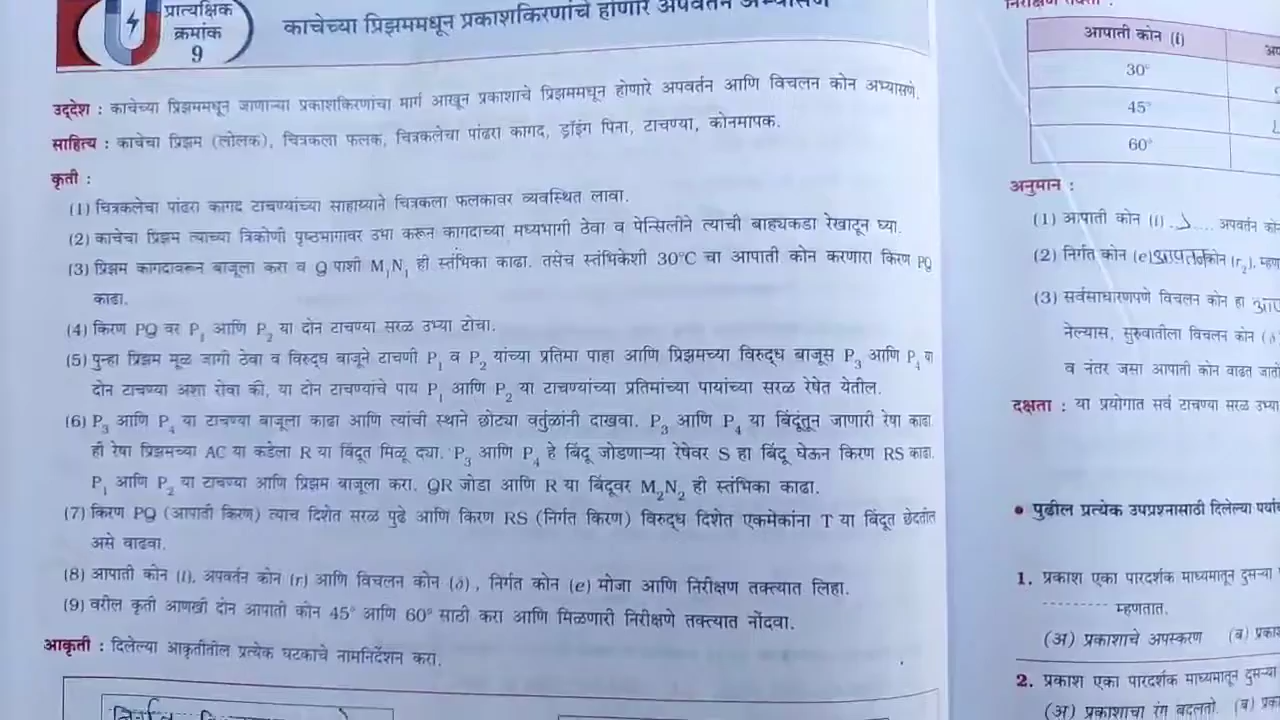 प्रात्यक्षिक
क्रमांक
9
काचेच्या प्रिझममधून प्रकाशकिरणांचे होणारे अपवर्तन अभ्यासणे
उद्देश : काचेच्या प्रिझममधून जाणाऱ्या प्रकाशकिरणांचा मार्ग आखून प्रकाशाचे प्रिझममधून होणारे अपवर्तन आणि विचलन कोन अभ्यासणे.
साहित्य : काचेचा प्रिझम (लोलक), चित्रकला फलक, चित्रकलेचा पांढरा कागद, ड्रॉइंग पिना, टाचण्या, कोनमापक.
कृती :
(1) चित्रकलेचा पांढरा कागद टाचण्यांच्या साहाय्याने चित्रकला फलकावर व्यवस्थित लावा.
(2) काचेचा प्रिझम त्याच्या त्रिकोणी पृष्ठभागावर उभा करून कागदाच्या मध्यभागी ठेवा व पेन्सिलीने त्याची बाह्यकडा रेखाटून घ्या.
(3) प्रिझम कागदावरून बाजूला करा व Q पाशी M₁N₁ ही स्तंभिका काढा. तसेच स्तंभिकेशी 30°C चा आपाती कोन करणारा किरण PQ
काढा.
(4) किरण PQ वर P₁ आणि P₂ या दोन टाचण्या सरळ उभ्या टोचा.
(5) पुन्हा प्रिझम मूळ जागी ठेवा व विरुद्ध बाजूने टाचणी P₁ व P₂ यांच्या प्रतिमा पाहा आणि प्रिझमच्या विरुद्ध बाजूस P₃ आणि P₄ या
दोन टाचण्या अशा रोवा की, या दोन टाचण्यांचे पाय P₁ आणि P₂ या टाचण्यांच्या प्रतिमांच्या पायांच्या सरळ रेषेत येतील.
(6) P₃ आणि P₄ या टाचण्या बाजूला काढा आणि त्यांची स्थाने छोट्या वर्तुळांनी दाखवा. P₃ आणि P₄ या बिंदूंतून जाणारी रेषा काढा.
ही रेषा प्रिझमच्या AC या कडेला R या बिंदूत मिळू द्या. P₃ आणि P₄ हे बिंदू जोडणाऱ्या रेषेवर S हा बिंदू घेऊन किरण RS काढा.
P₁ आणि P₂ या टाचण्या आणि प्रिझम बाजूला करा. QR जोडा आणि R या बिंदूवर M₂N₂ ही स्तंभिका काढा.
(7) किरण PQ (आपाती किरण) त्याच दिशेत सरळ पुढे आणि किरण RS (निर्गत किरण) विरुद्ध दिशेत एकमेकांना T या बिंदूत छेदतील
असे वाढवा.
(8) आपाती कोन (i), अपवर्तन कोन (r) आणि विचलन कोन (δ), निर्गत कोन (e) मोजा आणि निरीक्षण तक्त्यात लिहा.
(9) वरील कृती आणखी दोन आपाती कोन 45° आणि 60° साठी करा आणि मिळणारी निरीक्षणे तक्त्यात नोंदवा.
आकृती : दिलेल्या आकृतीतील प्रत्येक घटकाचे नामनिर्देशन करा.
आपाती कोन (i)
30°
45°
60°
अनुमान :
(1) आपाती कोन (i) .> .... अपवर्तन कोन
(2) निर्गत कोन (e) अपवर्तन कोन (r₂), म्हण
(3) सर्वसाधारणपणे विचलन कोन हा
नेल्यास, सुरुवातीला विचलन कोन (δ
व नंतर जसा आपाती कोन वाढत जातो
दक्षता : या प्रयोगात सर्व टाचण्या सरळ उभ्या
• पुढील प्रत्येक उपप्रश्नासाठी दिलेल्या पर्या
1. प्रकाश एका पारदर्शक माध्यमातून दुसऱ्या
--------- म्हणतात.
(अ) प्रकाशाचे अपस्करण (ब) प्रका
2. प्रकाश एका पारदर्शक माध्यमातून दुसऱ्या
(अ) प्रकाशाचा रंग बदलतो. (ब) प्रका